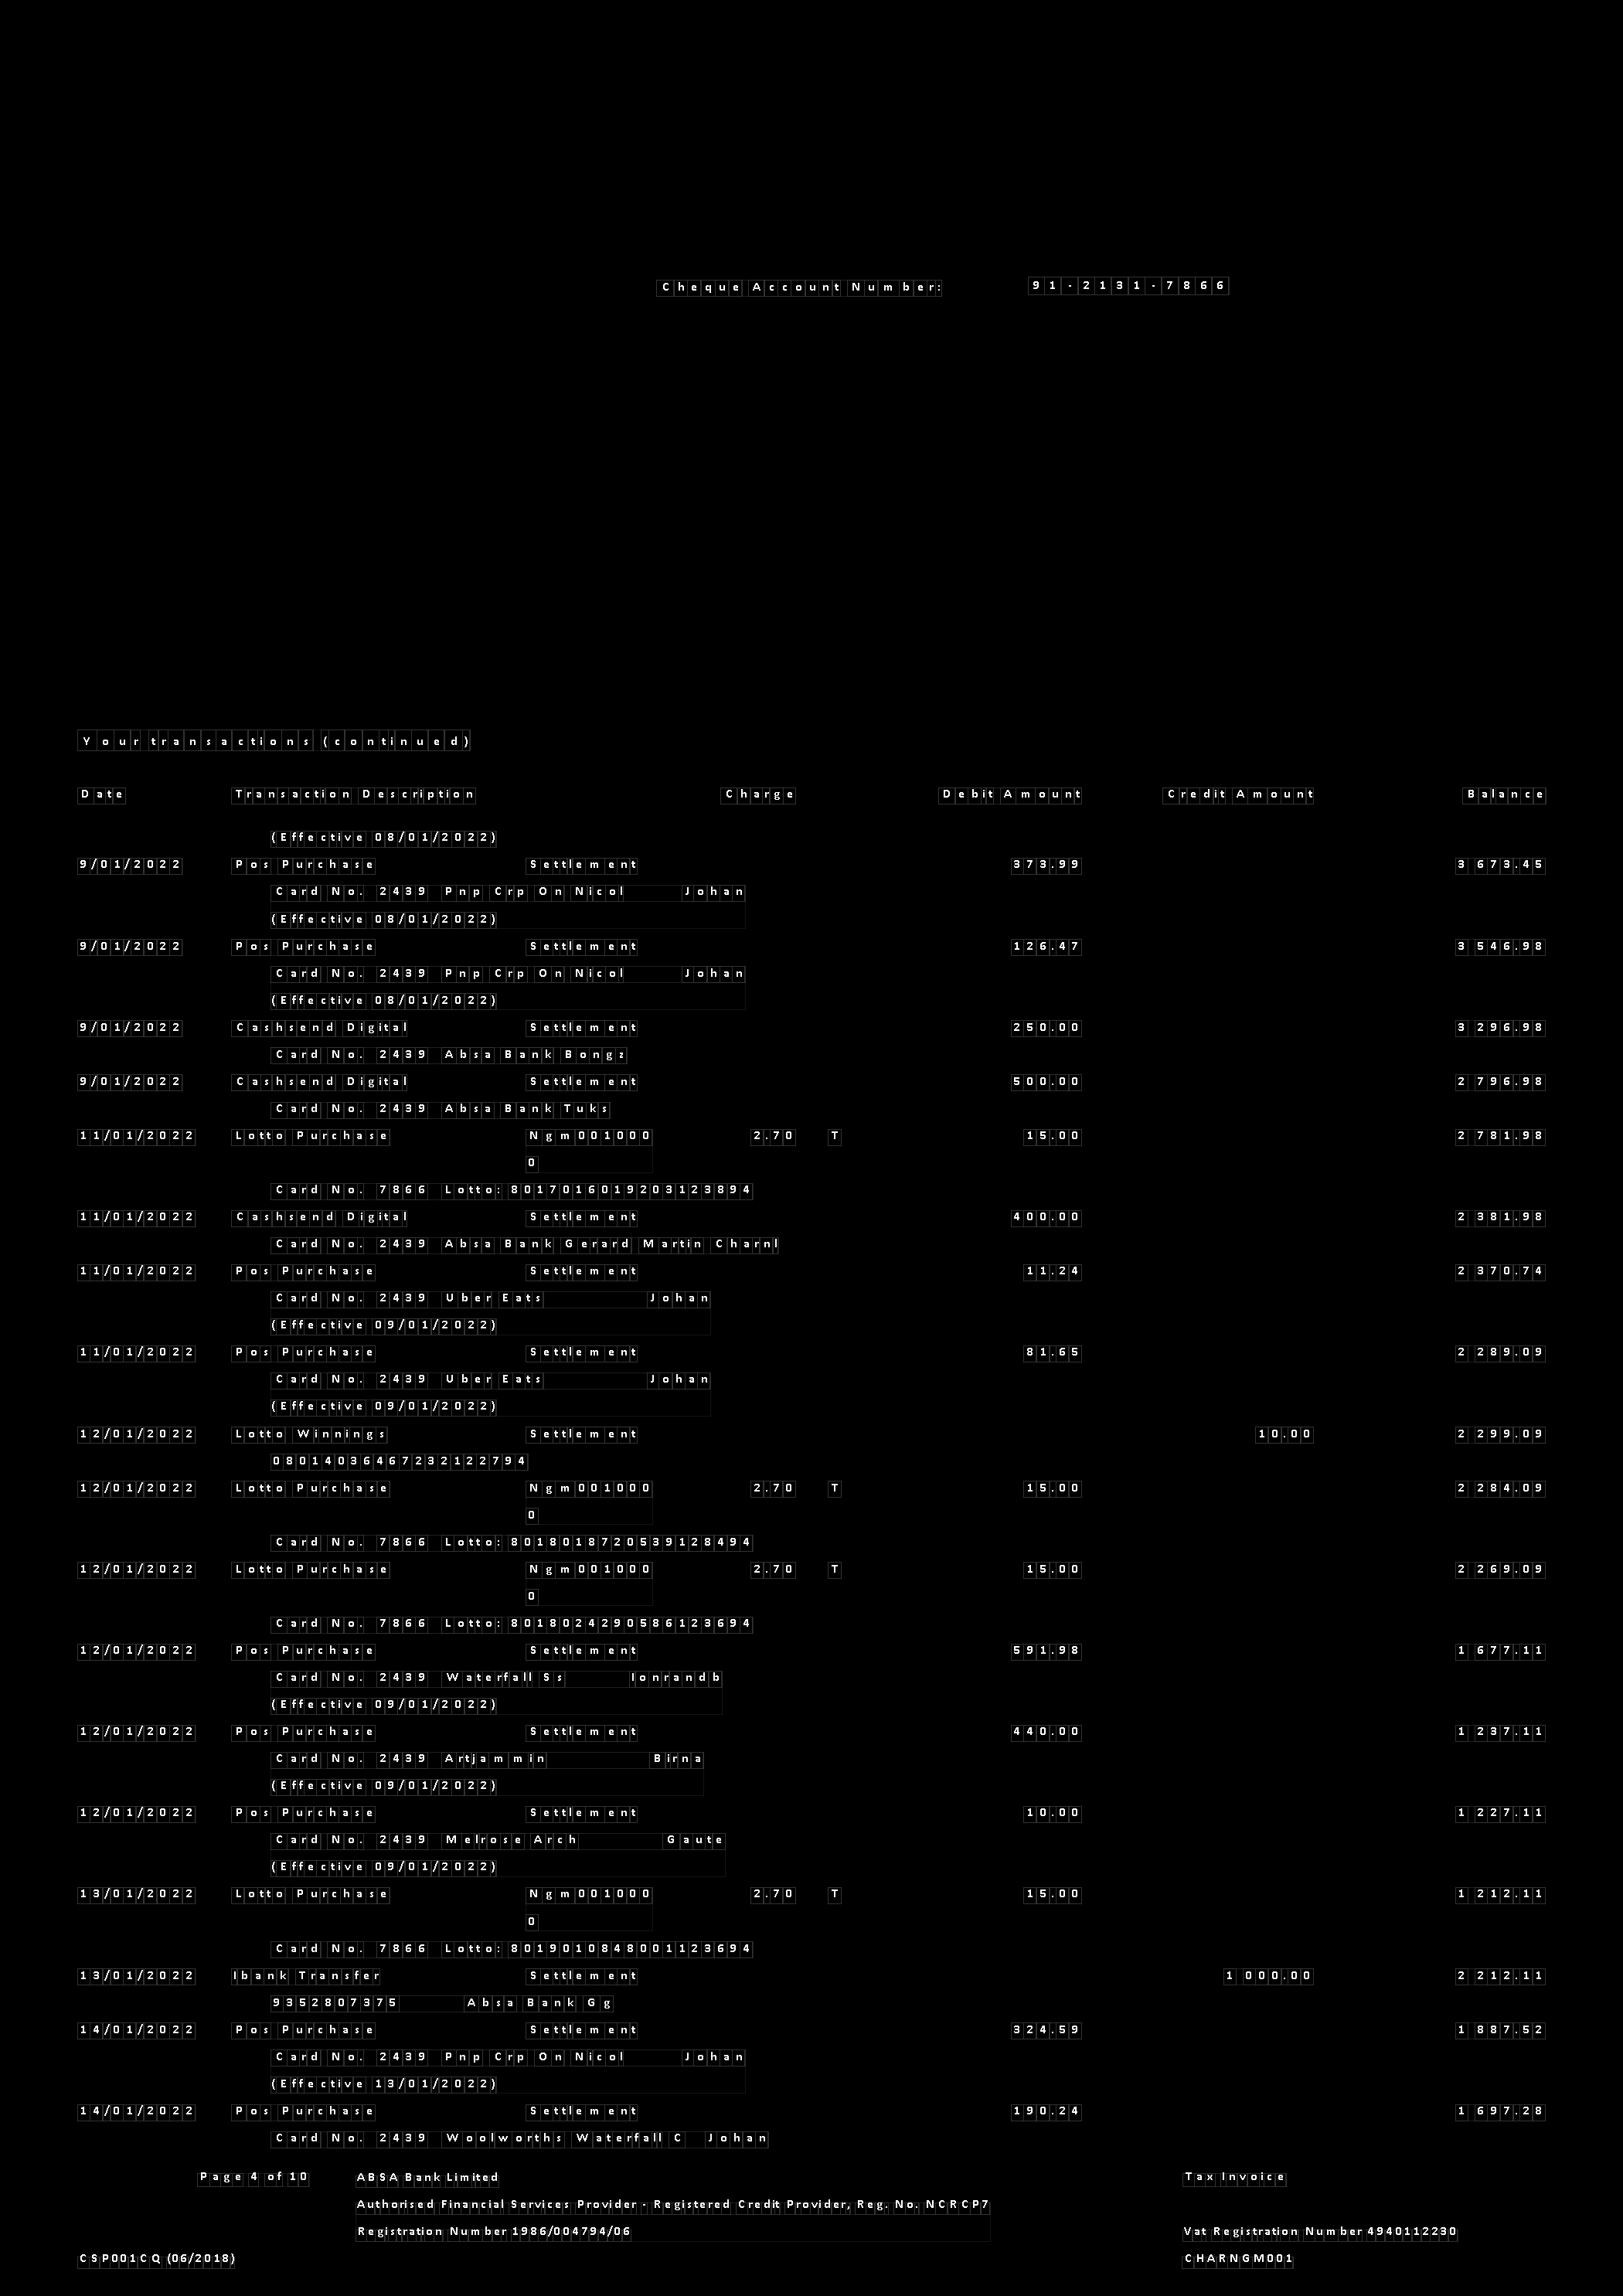 Cheque Account Number: 91-2131-7866
Your transactions (continued)
Date Transaction Description Charge Debit Amount Credit Amount Balance
(Effective 08/01/2022)
9/01/2022 Pos Purchase Settlement 373.99 3 673.45
Card No. 2439 Pnp Crp On Nicol Johan
(Effective 08/01/2022)
9/01/2022 Pos Purchase Settlement 126.47 3 546.98
Card No. 2439 Pnp Crp On Nicol Johan
(Effective 08/01/2022)
9/01/2022 Cashsend Digital Settlement 250.00 3 296.98
Card No. 2439 Absa Bank Bongz
9/01/2022 Cashsend Digital Settlement 500.00 2 796.98
Card No. 2439 Absa Bank Tuks
11/01/2022 Lotto Purchase Ngm001000 2.70 T 15.00 2 781.98
0
Card No. 7866 Lotto: 8017016019203123894
11/01/2022 Cashsend Digital Settlement 400.00 2 381.98
Card No. 2439 Absa Bank Gerard Martin Charnl
11/01/2022 Pos Purchase Settlement 11.24 2 370.74
Card No. 2439 Uber Eats Johan
(Effective 09/01/2022)
11/01/2022 Pos Purchase Settlement 81.65 2 289.09
Card No. 2439 Uber Eats Johan
(Effective 09/01/2022)
12/01/2022 Lotto Winnings Settlement 10.00 2 299.09
08014036467232122794
12/01/2022 Lotto Purchase Ngm001000 2.70 T 15.00 2 284.09
0
Card No. 7866 Lotto: 8018018720539128494
12/01/2022 Lotto Purchase Ngm001000 2.70 T 15.00 2 269.09
0
Card No. 7866 Lotto: 8018024290586123694
12/01/2022 Pos Purchase Settlement 591.98 1 677.11
Card No. 2439 Waterfall Ss Ionrandb
(Effective 09/01/2022)
12/01/2022 Pos Purchase Settlement 440.00 1 237.11
Card No. 2439 Artjammin Birna
(Effective 09/01/2022)
12/01/2022 Pos Purchase Settlement 10.00 1 227.11
Card No. 2439 Melrose Arch Gaute
(Effective 09/01/2022)
13/01/2022 Lotto Purchase Ngm001000 2.70 T 15.00 1 212.11
0
Card No. 7866 Lotto: 8019010848001123694
13/01/2022 Ibank Transfer Settlement 1 000.00 2 212.11
9352807375 Absa Bank Gg
14/01/2022 Pos Purchase Settlement 324.59 1 887.52
Card No. 2439 Pnp Crp On Nicol Johan
(Effective 13/01/2022)
14/01/2022 Pos Purchase Settlement 190.24 1 697.28
Card No. 2439 Woolworths Waterfall C Johan
Page 4 of 10 ABSA Bank Limited Tax Invoice
Authorised Financial Services Provider - Registered Credit Provider, Reg. No. NCRCP7
Registration Number 1986/004794/06 Vat Registration Number 4940112230
CSP001CQ (06/2018) CHARNGM001